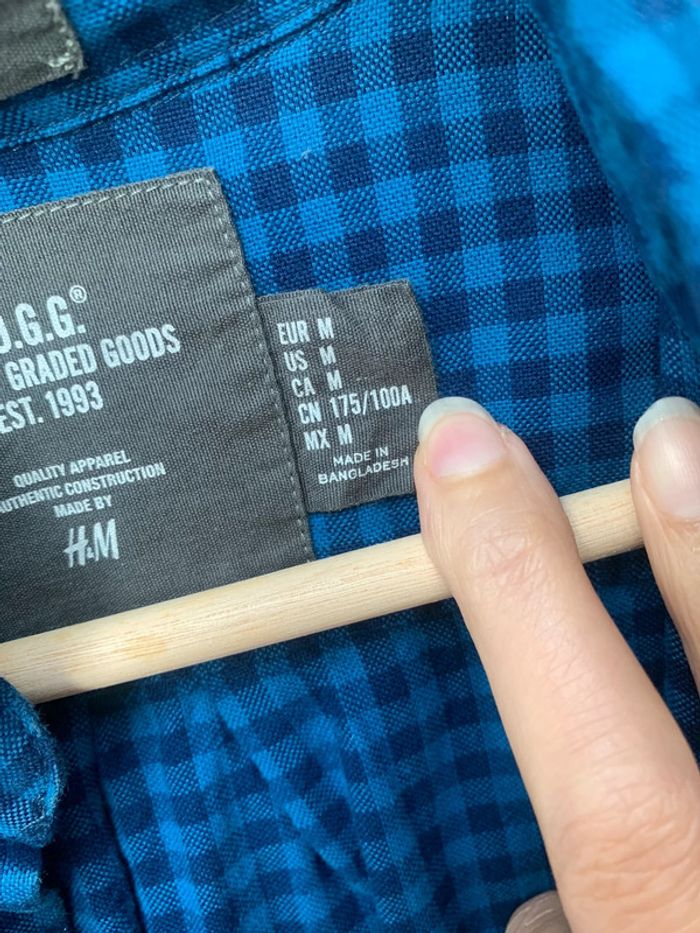 .O.G.G.®
GRADED GOODS
EST. 1993
QUALITY APPAREL
AUTHENTIC CONSTRUCTION
MADE BY
H&M
EUR M
US M
CA M
CN 175/100A
MX M
MADE IN
BANGLADESH